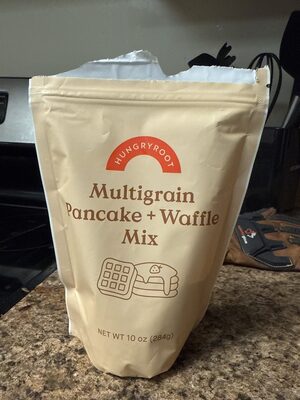 HUNGRYROOT
Multigrain
Pancake + Waffle
Mix
NET WT 10 oz (284g)